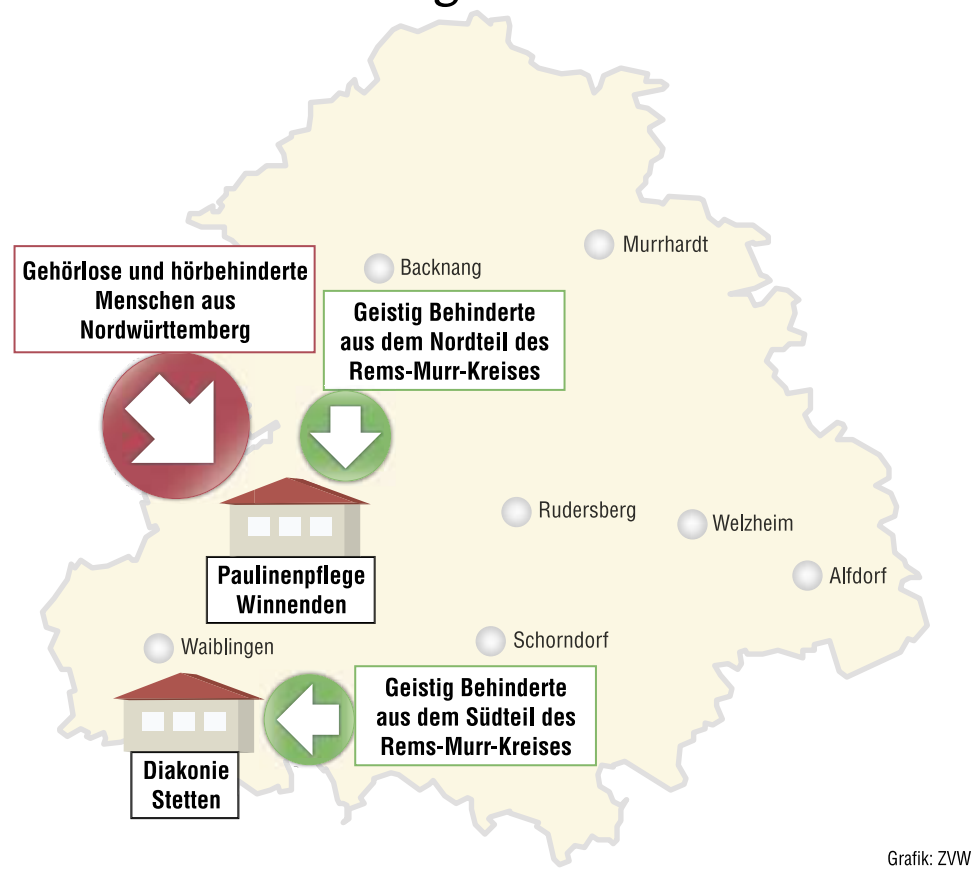 Murrhardt
Backnang
Gehörlose und hörbehinderte
Menschen aus
Nordwürttemberg
Geistig Behinderte
aus dem Nordteil des
Rems-Murr-Kreises
Rudersberg
Welzheim
Alfdorf
Paulinenpflege
Winnenden
Waiblingen
Schorndorf
Geistig Behinderte
aus dem Südteil des
Rems-Murr-Kreises
Diakonie
Stetten
Grafik: ZVW